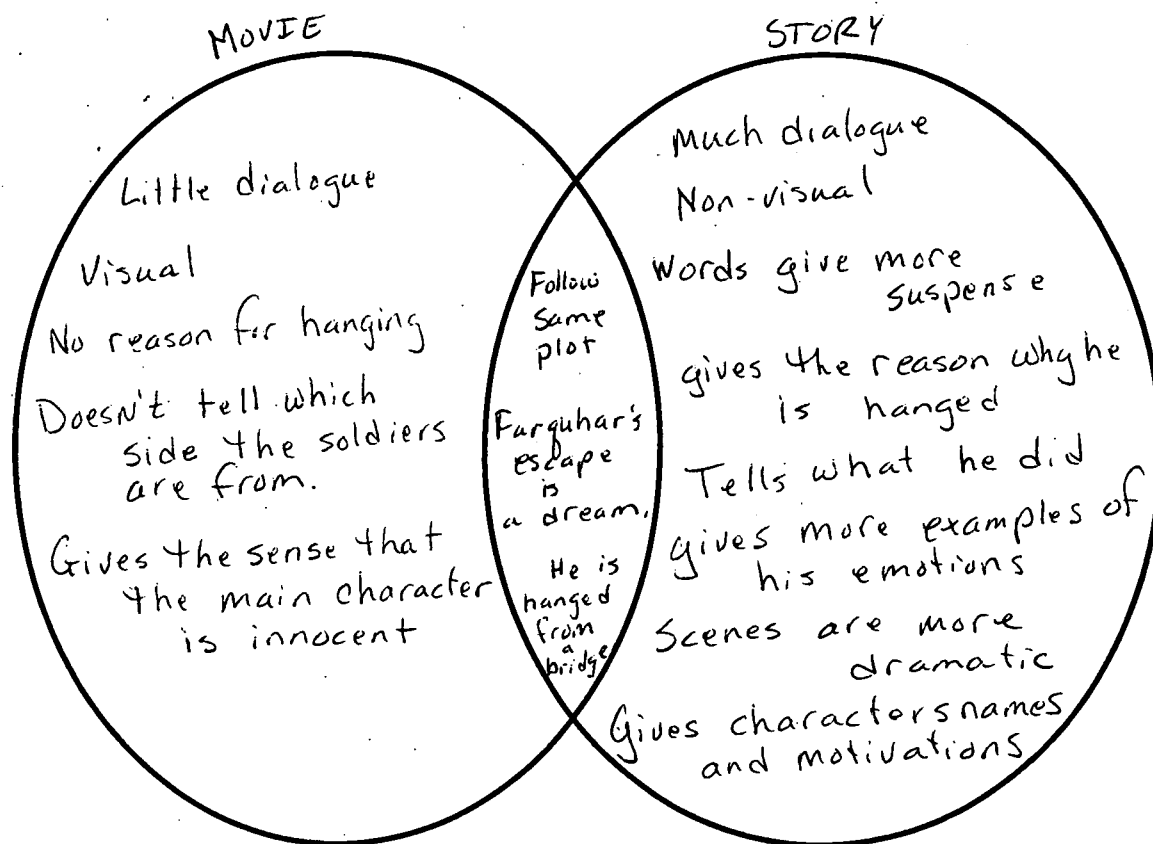 MOVIE
Little dialogue
Visual
No reason for hanging
Doesn't tell which
side the soldiers
are from.
Gives the sense that
the main character
is innocent
Follow
same
plot
Farquhar's
escape
is
a dream.
He is
hanged
from
a
bridge
STORY
Much dialogue
Non-visual
Words give more
suspense
gives the reason why he
is hanged
Tells what he did
gives more examples of
his emotions
Scenes are more
dramatic
Gives charactors names
and motivations